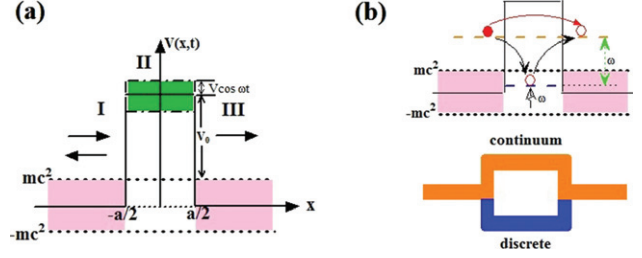 (a)
V(x,t)
II
Vcos ωt
I
III
V₀
mc²
-a/2
a/2
x
-mc²
(b)
mc²
ω
ω
-mc²
continuum
discrete